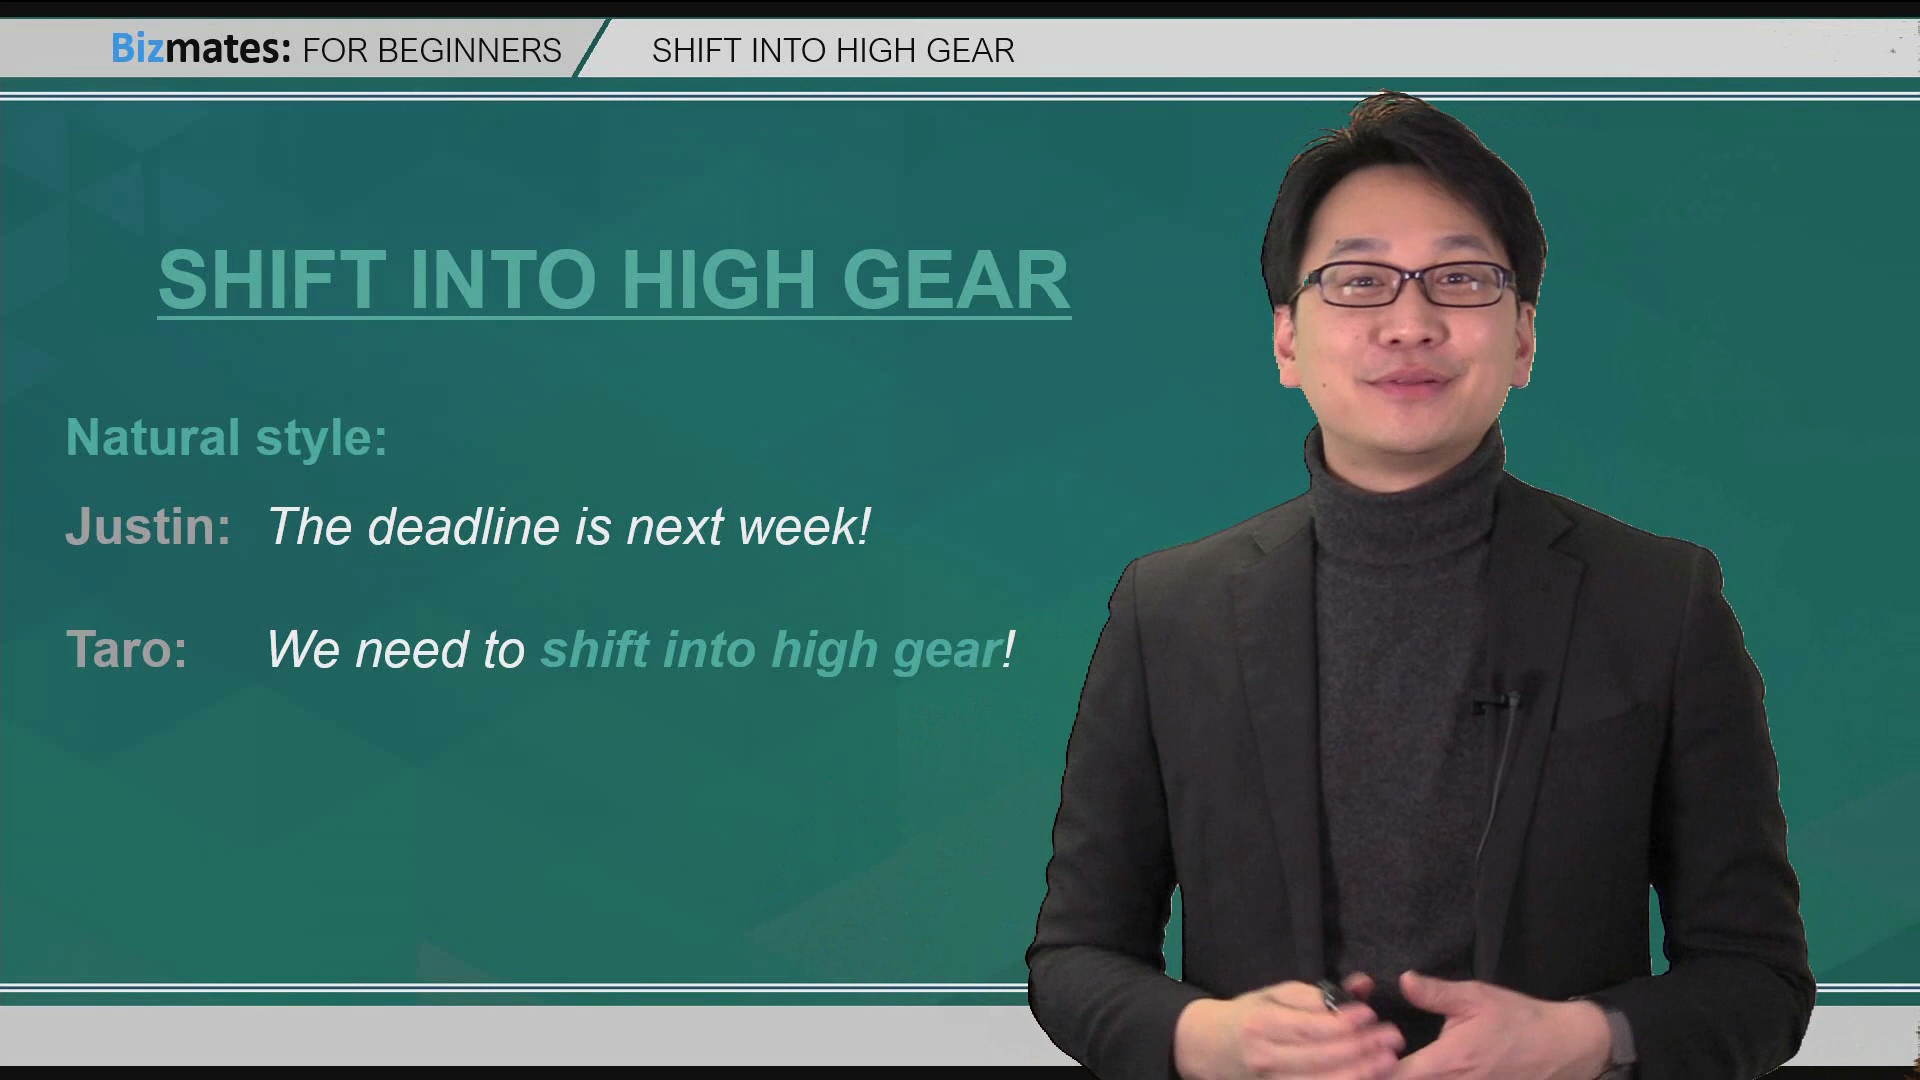 Bizmates: FOR BEGINNERS SHIFT INTO HIGH GEAR
SHIFT INTO HIGH GEAR
Natural style:
Justin: The deadline is next week!
Taro: We need to shift into high gear!